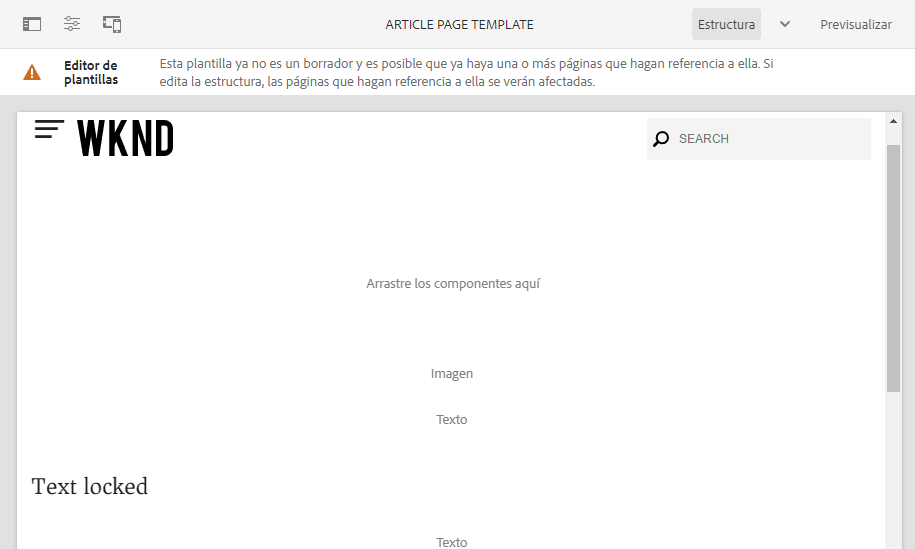 ARTICLE PAGE TEMPLATE
Estructura
Previsualizar
Editor de
plantillas
Esta plantilla ya no es un borrador y es posible que ya haya una o más páginas que hagan referencia a ella. Si
edita la estructura, las páginas que hagan referencia a ella se verán afectadas.
WKND
SEARCH
Arrastre los componentes aquí
Imagen
Texto
Text locked
Texto